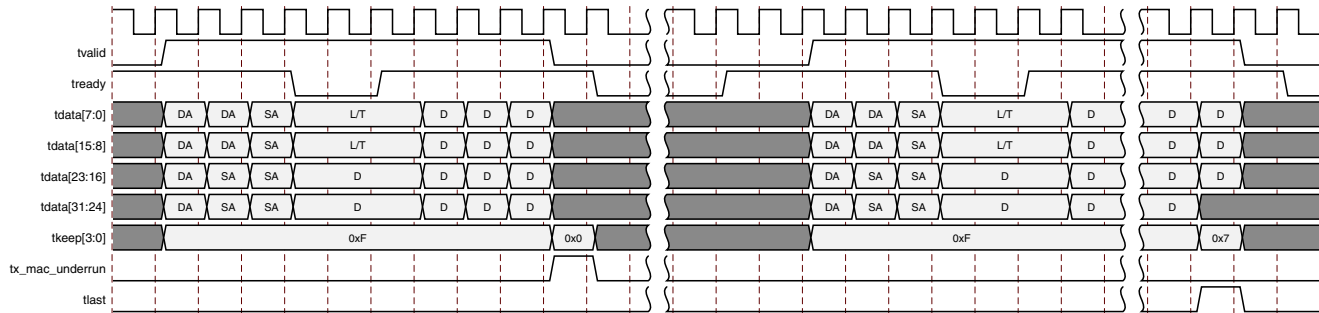 tvalid
tready
tdata[7:0] DA DA SA L/T D D D DA DA SA L/T D D D
tdata[15:8] DA DA SA L/T D D D DA DA SA L/T D D D
tdata[23:16] DA SA SA D D D D DA SA SA D D D D
tdata[31:24] DA SA SA D D D D DA SA SA D D D
tkeep[3:0] 0xF 0x0 0xF 0x7
tx_mac_underrun
tlast